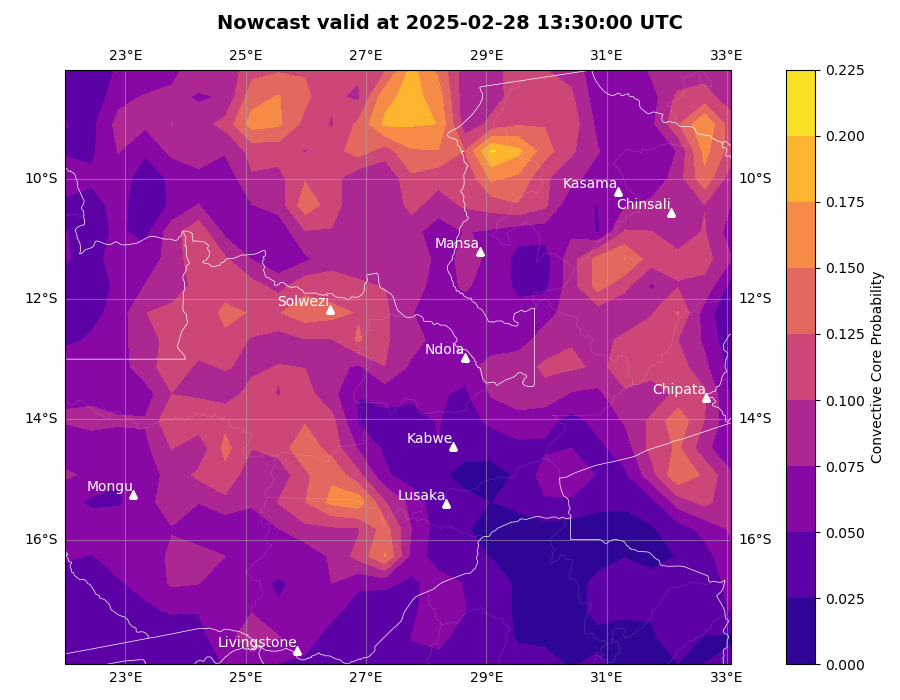 Nowcast valid at 2025-02-28 13:30:00 UTC
23°E 25°E 27°E 29°E 31°E 33°E
0.225
0.200
10°S Kasama 10°S
Chinsali
0.175
Mansa
0.150
12°S Solwezi 12°S
0.125
Ndola
Chipata
0.100
14°S 14°S
Kabwe
0.075
Mongu Lusaka
16°S 16°S
0.050
0.025
Livingstone
0.000
23°E 25°E 27°E 29°E 31°E 33°E
Convective Core Probability